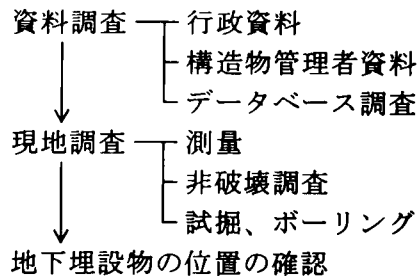 資料調査 行政資料
構造物管理者資料
データベース調査
現地調査 測量
非破壊調査
試掘、ボーリング
地下埋設物の位置の確認